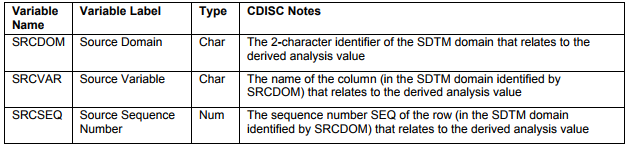 Variable Name Variable Label Type CDISC Notes
SRCDOM Source Domain Char The 2-character identifier of the SDTM domain that relates to the
derived analysis value
SRCVAR Source Variable Char The name of the column (in the SDTM domain identified by
SRCDOM) that relates to the derived analysis value
SRCSEQ Source Sequence Number Num The sequence number SEQ of the row (in the SDTM domain
identified by SRCDOM) that relates to the derived analysis value